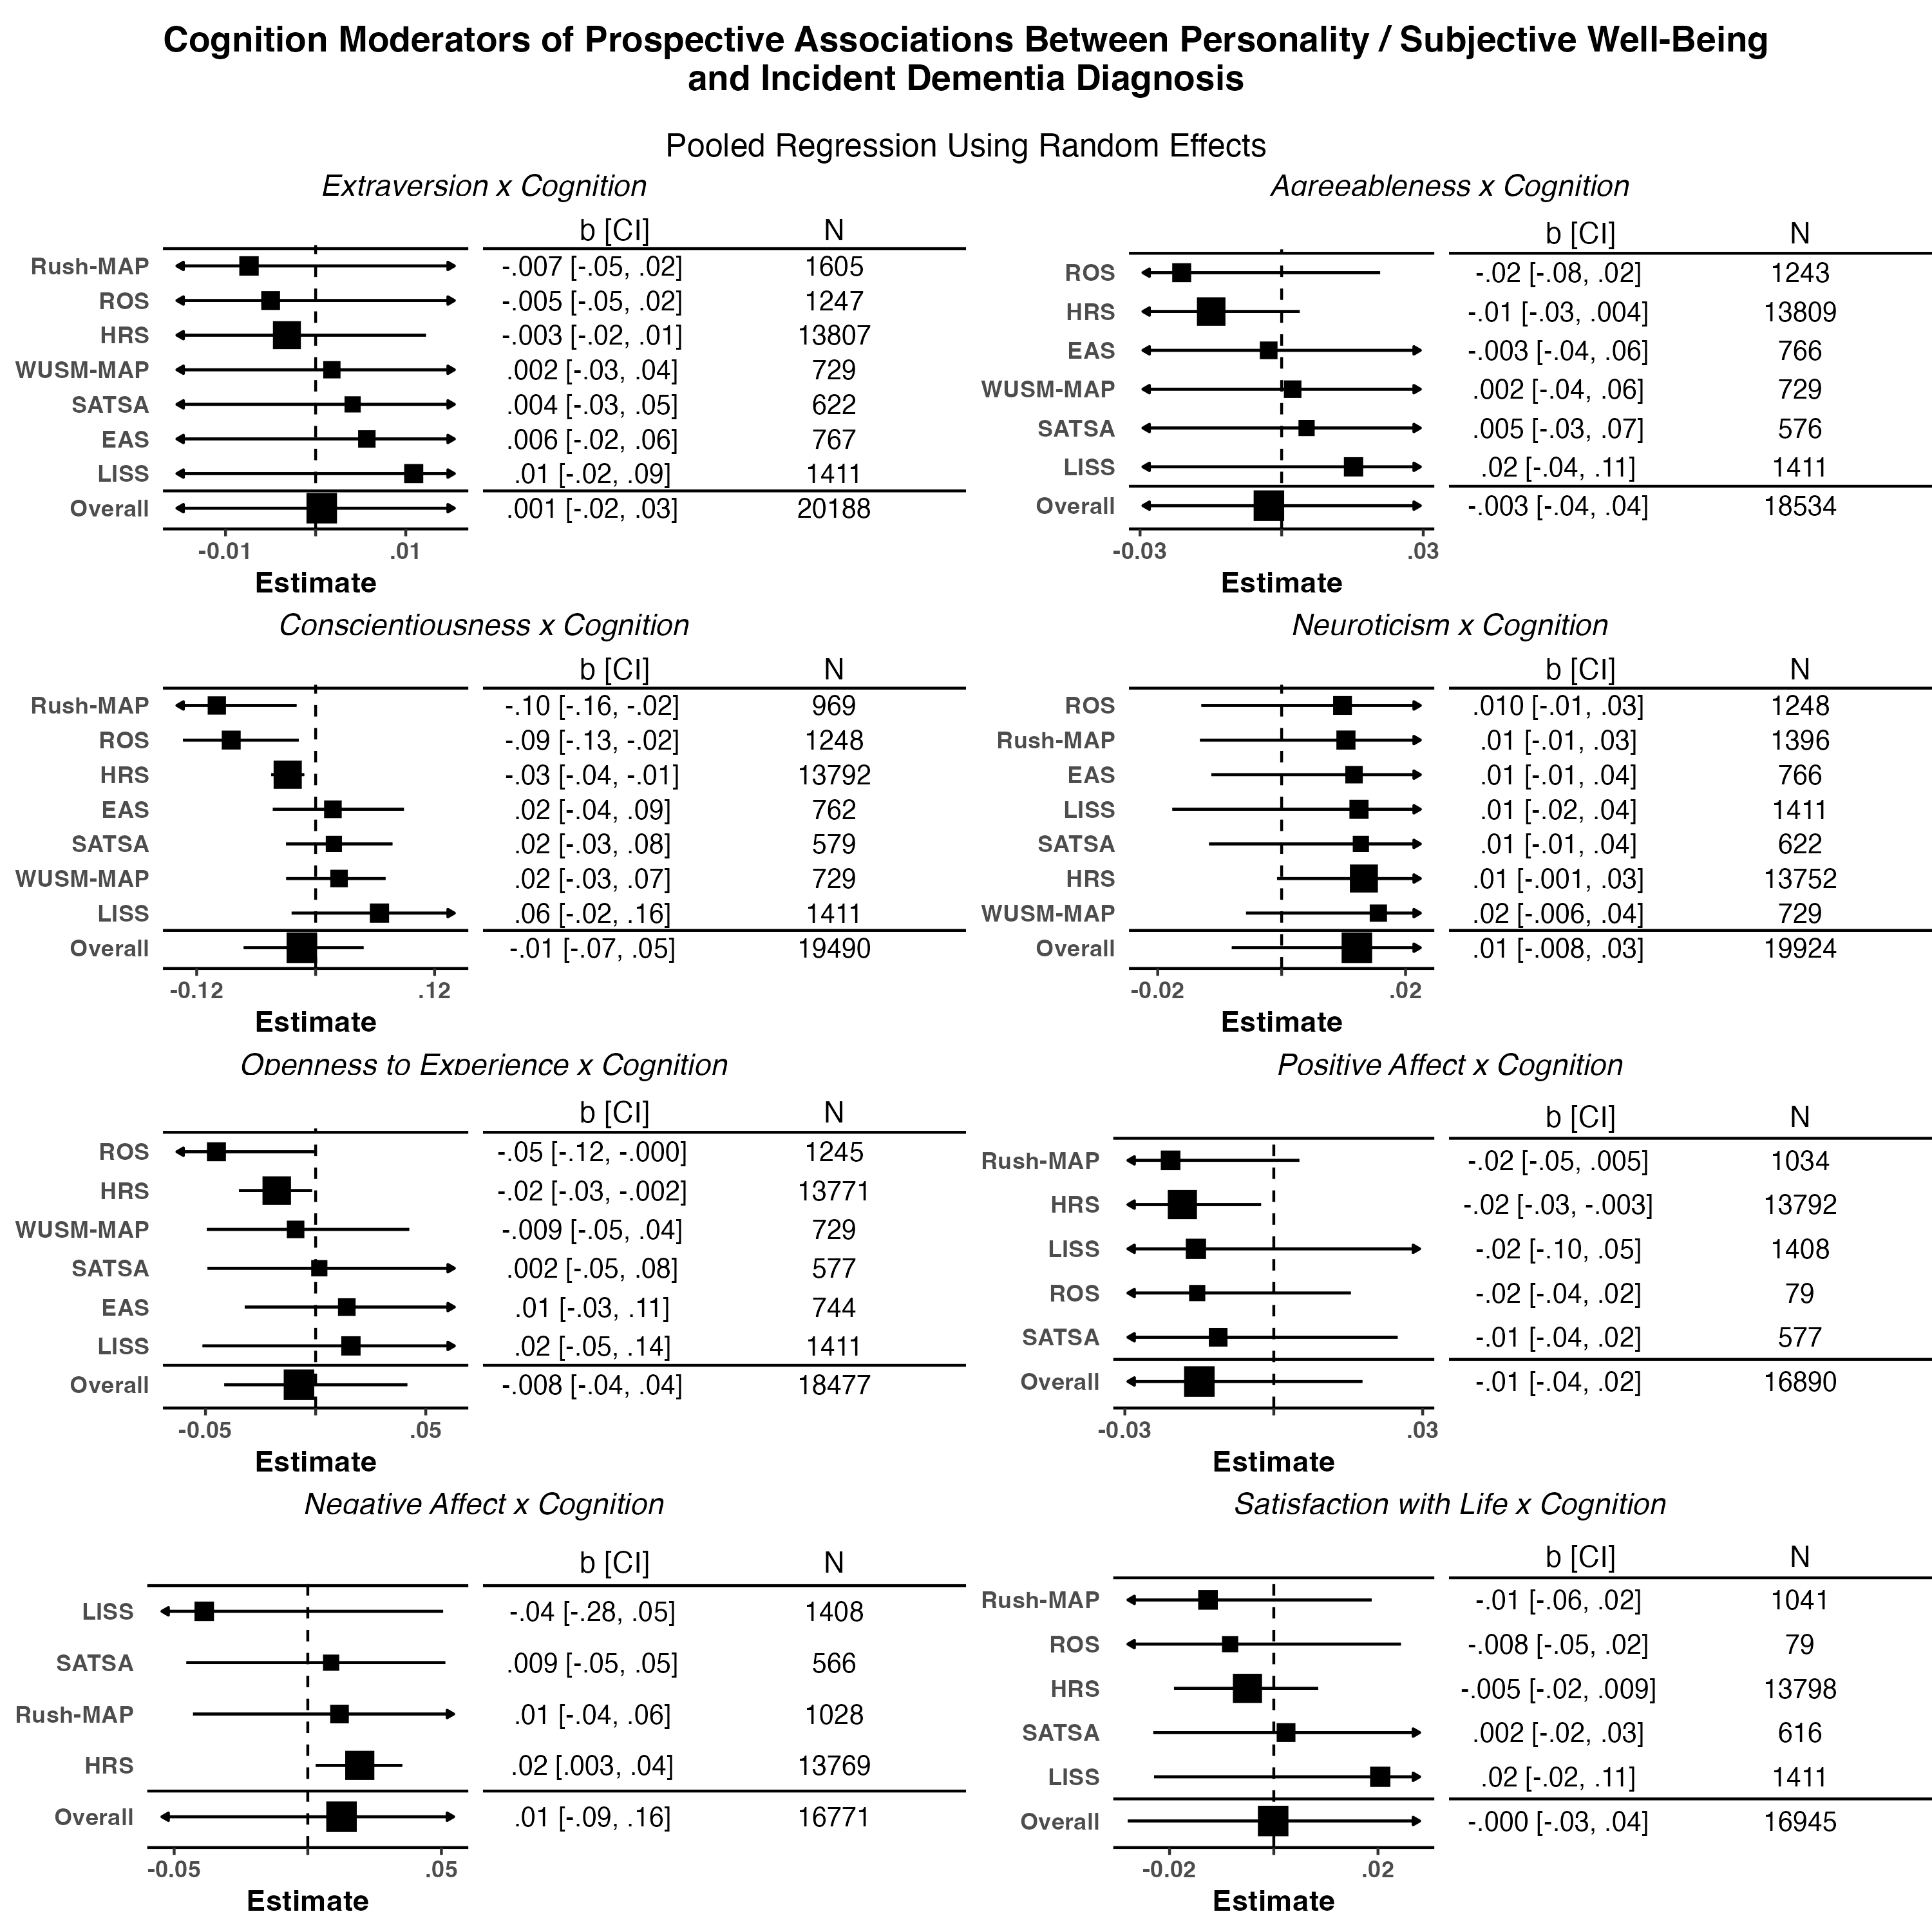 Cognition Moderators of Prospective Associations Between Personality / Subjective Well-Being
and Incident Dementia Diagnosis
Pooled Regression Using Random Effects
Extraversion x Cognition
b [CI] N
Rush-MAP -.007 [-.05, .02] 1605
ROS -.005 [-.05, .02] 1247
HRS -.003 [-.02, .01] 13807
WUSM-MAP .002 [-.03, .04] 729
SATSA .004 [-.03, .05] 622
EAS .006 [-.02, .06] 767
LISS .01 [-.02, .09] 1411
Overall .001 [-.02, .03] 20188
-0.01 .01
Estimate
Agreeableness x Cognition
b [CI] N
ROS -.02 [-.08, .02] 1243
HRS -.01 [-.03, .004] 13809
EAS -.003 [-.04, .06] 766
WUSM-MAP .002 [-.04, .06] 729
SATSA .005 [-.03, .07] 576
LISS .02 [-.04, .11] 1411
Overall -.003 [-.04, .04] 18534
-0.03 .03
Estimate
Conscientiousness x Cognition
b [CI] N
Rush-MAP -.10 [-.16, -.02] 969
ROS -.09 [-.13, -.02] 1248
HRS -.03 [-.04, -.01] 13792
EAS .02 [-.04, .09] 762
SATSA .02 [-.03, .08] 579
WUSM-MAP .02 [-.03, .07] 729
LISS .06 [-.02, .16] 1411
Overall -.01 [-.07, .05] 19490
-0.12 .12
Estimate
Neuroticism x Cognition
b [CI] N
ROS .010 [-.01, .03] 1248
Rush-MAP .01 [-.01, .03] 1396
EAS .01 [-.01, .04] 766
LISS .01 [-.02, .04] 1411
SATSA .01 [-.01, .04] 622
HRS .01 [-.001, .03] 13752
WUSM-MAP .02 [-.006, .04] 729
Overall .01 [-.008, .03] 19924
-0.02 .02
Estimate
Openness to Experience x Cognition
b [CI] N
ROS -.05 [-.12, -.000] 1245
HRS -.02 [-.03, -.002] 13771
WUSM-MAP -.009 [-.05, .04] 729
SATSA .002 [-.05, .08] 577
EAS .01 [-.03, .11] 744
LISS .02 [-.05, .14] 1411
Overall -.008 [-.04, .04] 18477
-0.05 .05
Estimate
Positive Affect x Cognition
b [CI] N
Rush-MAP -.02 [-.05, .005] 1034
HRS -.02 [-.03, -.003] 13792
LISS -.02 [-.10, .05] 1408
ROS -.02 [-.04, .02] 79
SATSA -.01 [-.04, .02] 577
Overall -.01 [-.04, .02] 16890
-0.03 .03
Estimate
Negative Affect x Cognition
b [CI] N
LISS -.04 [-.28, .05] 1408
SATSA .009 [-.05, .05] 566
Rush-MAP .01 [-.04, .06] 1028
HRS .02 [.003, .04] 13769
Overall .01 [-.09, .16] 16771
-0.05 .05
Estimate
Satisfaction with Life x Cognition
b [CI] N
Rush-MAP -.01 [-.06, .02] 1041
ROS -.008 [-.05, .02] 79
HRS -.005 [-.02, .009] 13798
SATSA .002 [-.02, .03] 616
LISS .02 [-.02, .11] 1411
Overall -.000 [-.03, .04] 16945
-0.02 .02
Estimate